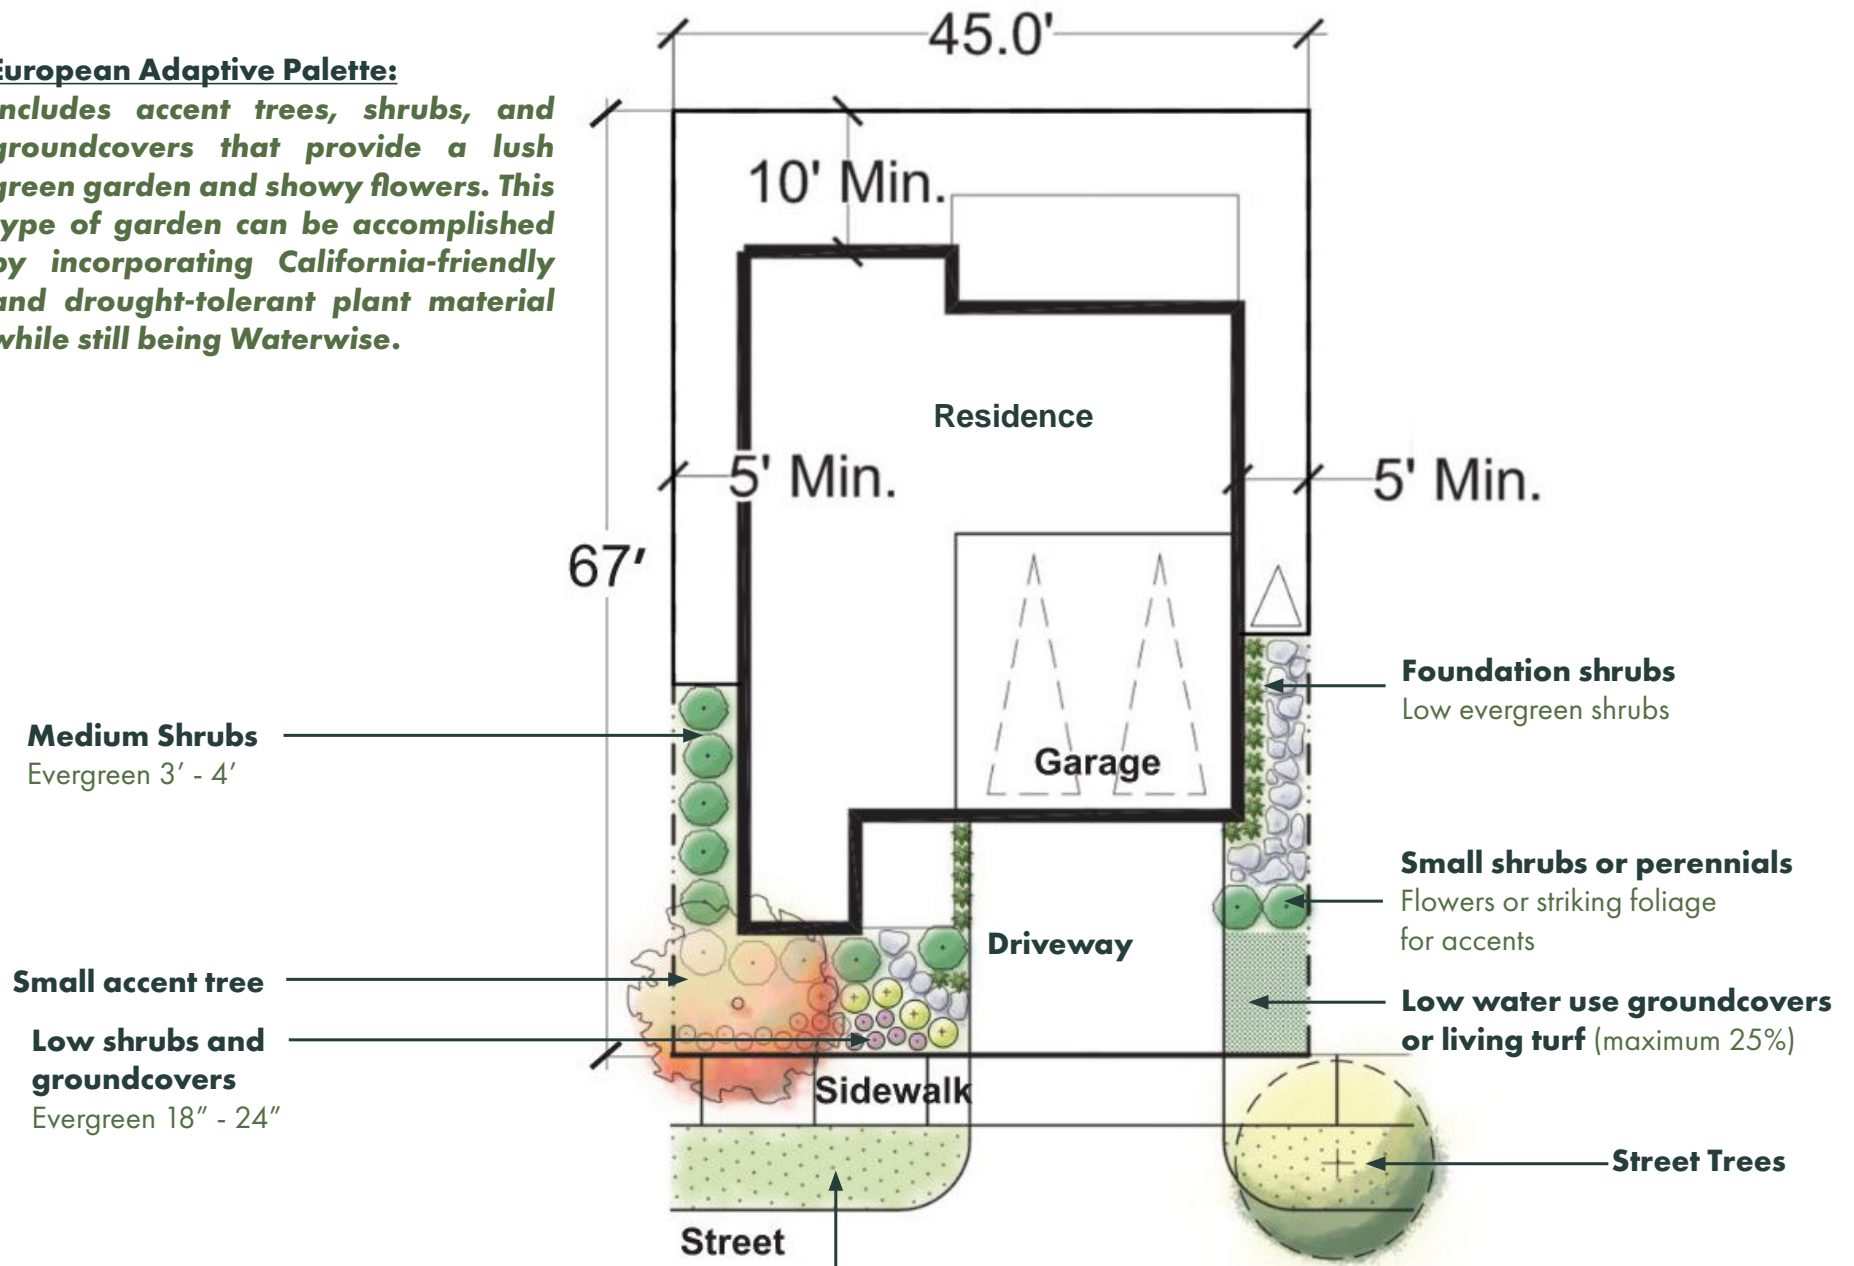 45.0'
European Adaptive Palette:
includes accent trees, shrubs, and
groundcovers that provide a lush
green garden and showy flowers. This
type of garden can be accomplished
by incorporating California-friendly
and drought-tolerant plant material
while still being Waterwise.
10' Min.
Residence
5' Min.
5' Min.
67'
Garage
Medium Shrubs
Evergreen 3' - 4'
Foundation shrubs
Low evergreen shrubs
Small shrubs or perennials
Flowers or striking foliage
for accents
Driveway
Small accent tree
Low water use groundcovers
or living turf (maximum 25%)
Low shrubs and
groundcovers
Evergreen 18" - 24"
Sidewalk
Street Trees
Street